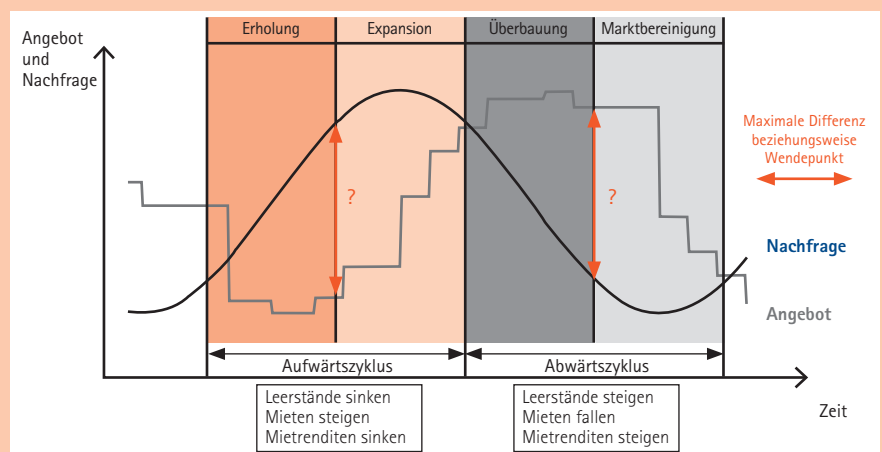 Angebot
und
Nachfrage
Erholung
Expansion
Überbauung
Marktbereinigung
?
?
Maximale Differenz
beziehungsweise
Wendepunkt
Nachfrage
Angebot
Aufwärtszyklus
Abwärtszyklus
Leerstände sinken
Mieten steigen
Mietrenditen sinken
Leerstände steigen
Mieten fallen
Mietrenditen steigen
Zeit